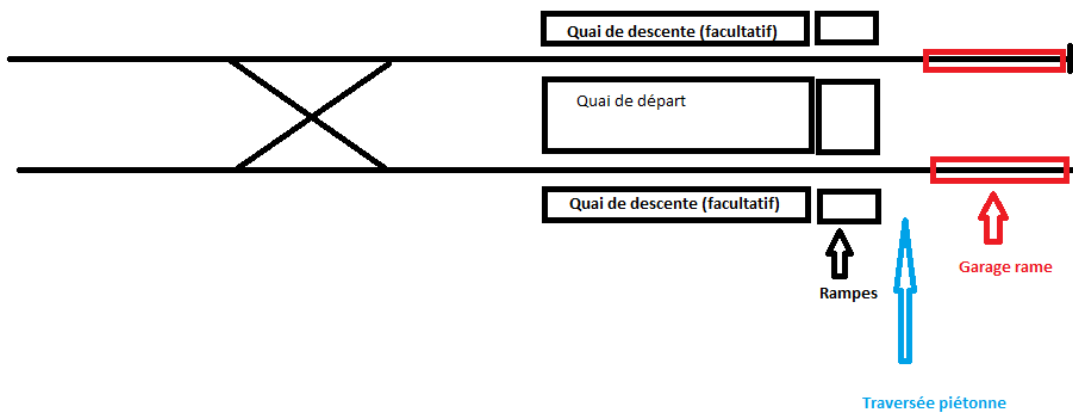 Quai de descente (facultatif)
Quai de départ
Quai de descente (facultatif)
Garage rame
Rampes
Traversée piétonne